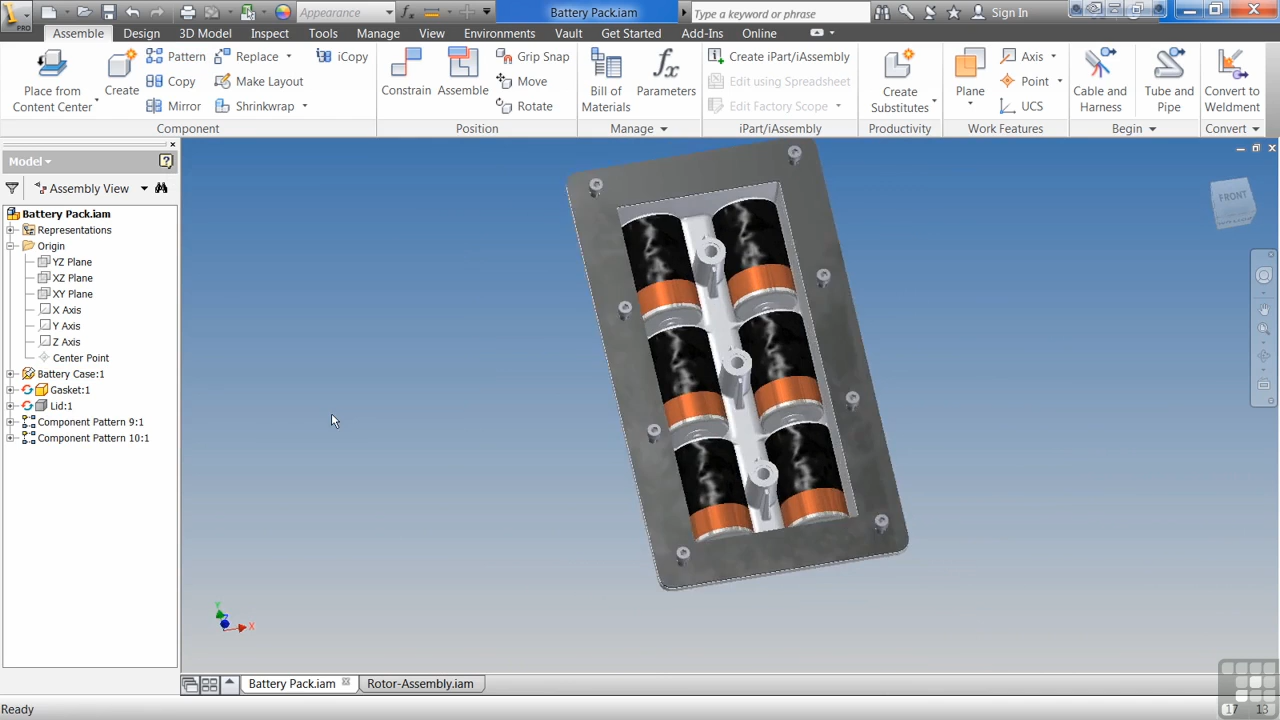 PRO
Appearance
Battery Pack.iam
Type a keyword or phrase
Sign In
Assemble Design 3D Model Inspect Tools Manage View Environments Vault Get Started Add-Ins Online
Place from Content Center
Create
Pattern
Copy
Mirror
Replace
Make Layout
Shrinkwrap
iCopy
Constrain
Assemble
Grip Snap
Move
Rotate
Bill of Materials
Parameters
Create iPart/iAssembly
Edit using Spreadsheet
Edit Factory Scope
Create Substitutes
Plane
Axis
Point
UCS
Cable and Harness
Tube and Pipe
Convert to Weldment
Component Position Manage iPart/iAssembly Productivity Work Features Begin Convert
Model
Assembly View
Battery Pack.iam
Representations
Origin
YZ Plane
XZ Plane
XY Plane
X Axis
Y Axis
Z Axis
Center Point
Battery Case:1
Gasket:1
Lid:1
Component Pattern 9:1
Component Pattern 10:1
FRONT
Y
Z
X
Battery Pack.iam Rotor-Assembly.iam
Ready
17 13